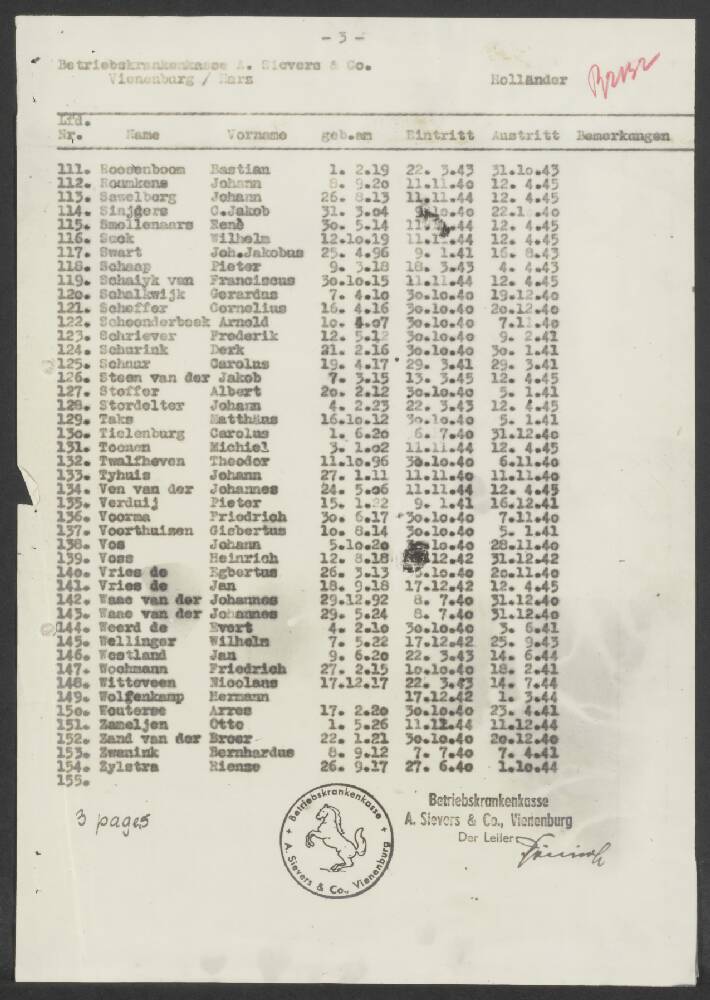 - 3 -
Betriebskrankenkasse A. Sievers & Co.
Vienenburg / Harz
Holländer
Lfd.
Nr. Name Vorname geb.am Eintritt Austritt Bemerkungen
111. Roosenboom Bastian 1. 2.19 22. 3.43 31.10.43
112. Roumkens Johann 8. 9.20 11.11.40 12. 4.45
113. Sawelborg Johann 26. 8.13 11.11.44 12. 4.45
114. Sinjders C.Jakob 31. 3.04 22.1 .40
115. Smollenaars René 30. 5.14 12. 4.45
116. Sock Wilhelm 12.10.19 12. 4.45
117. Swart Joh.Jakobus 25. 4.96 9. 1.41 16. 8.43
118. Schaap Pieter 9. 3.18 18. 3.43 4. 4.43
119. Schaiyk van Franciscus 30.10.15 11.11.44 12. 4.45
120. Schalkwijk Gerardus 7. 4.10 30.10.40 19.12.40
121. Scheffer Cornelius 16. 4.16 30.10.40 20.12.40
122. Schoonderbeek Arnold 10. 4.07 30.10.40 7.11.40
123. Schriever Frederik 12. 5.12 30.10.40 9. 2.41
124. Schurink Derk 21. 2.16 30.10.40 30. 1.41
125. Schuur Carolus 19. 4.17 29. 3.41 29. 3.41
126. Steen van der Jakob 7. 3.15 13. 3.45 12. 4.45
127. Steffer Albert 20. 2.12 30.10.40 5. 1.41
128. Stordelter Johann 4. 2.23 22. 3.43 12. 4.45
129. Taks Matthäus 16.10.12 30.10.40 5. 1.41
130. Tielenburg Carolus 1. 6.20 6. 7.40 31.12.40
131. Toonen Michiel 3. 1.02 11.11.44 12. 4.45
132. Twalfhoven Theodor 11.10.96 30.10.40 6.11.40
133. Tyhuis Johann 27. 1.11 11.11.40 11.11.40
134. Ven van der Johannes 24. 5.06 11.11.44 12. 4.45
135. Verduij Pieter 15. 1.22 9. 1.41 16.12.41
136. Voorma Friedrich 30. 6.17 30.10.40 7.11.40
137. Voorthuizen Gisbertus 10. 8.14 30.10.40 5. 1.41
138. Vos Johann 5.10.20 28.11.40
139. Voss Heinrich 12. 8.18 31.12.42
140. Vries de Egbertus 26. 3.13 20.11.40
141. Vries de Jan 18. 9.18 17.12.42 12. 4.45
142. Waae van der Johannes 29.12.92 8. 7.40 31.12.40
143. Waae van der Johannes 29. 5.24 8. 7.40 31.12.40
144. Weerd de Evert 4. 2.10 30.10.40 3. 6.41
145. Wellinger Wilhelm 7. 5.22 17.12.42 25. 9.43
146. Westland Jan 9. 6.20 22. 3.43 14. 6.44
147. Wochmann Friedrich 27. 2.15 10.10.40 18. 2.41
148. Witteveen Nicolaus 17.12.17 22. 3.43 14. 7.44
149. Wolfenkamp Hermann 17.12.42 1. 3.44
150. Wouterse Arres 17. 2.20 30.10.40 23. 4.41
151. Zameljen Otto 1. 5.26 11.11.44 11.12.44
152. Zand van der Broer 22. 1.21 30.10.40 20.12.40
153. Zwanink Bernhardus 8. 9.12 7. 7.40 7. 4.41
154. Zylstra Rienze 26. 9.17 27. 6.40 1.10.44
155.
3 pages
Betriebskrankenkasse
A. Sievers & Co., Vienenburg
Betriebskrankenkasse
A. Sievers & Co., Vienenburg
Der Leiter